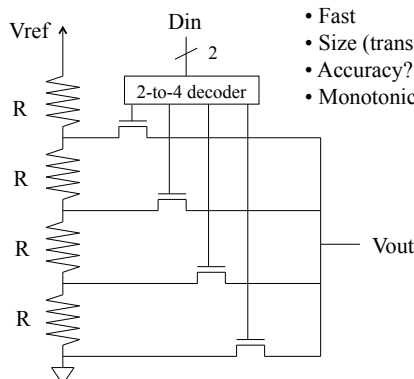 Din
• Fast
Vref
2
• Size (trans
• Accuracy?
2-to-4 decoder
• Monotonic
R
R
Vout
R
R